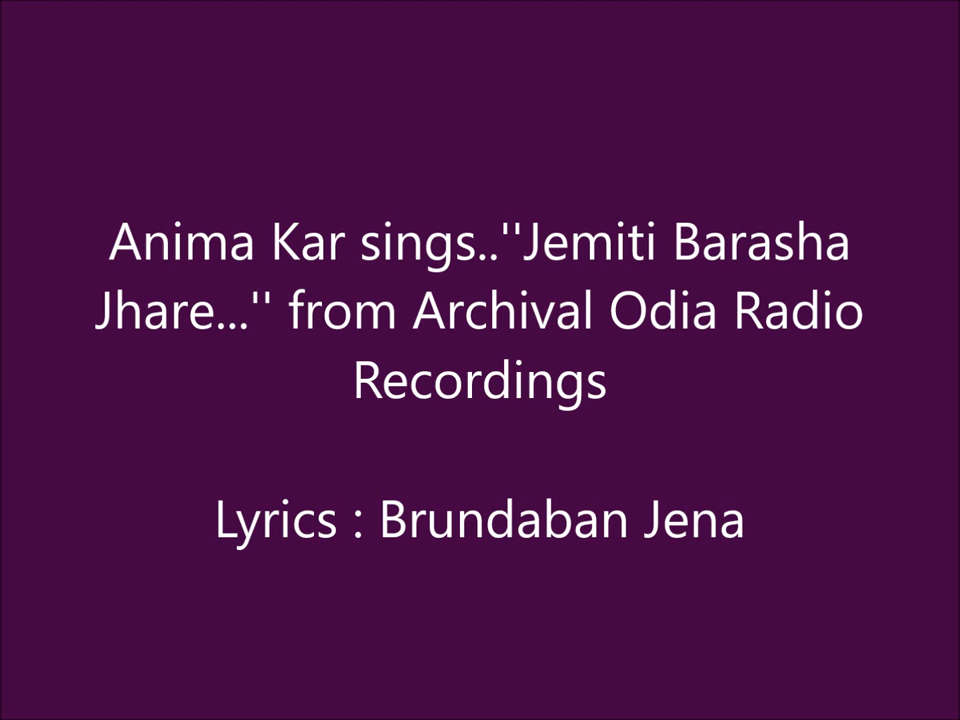 Anima Kar sings..''Jemiti Barasha
Jhare...'' from Archival Odia Radio
Recordings
Lyrics : Brundaban Jena